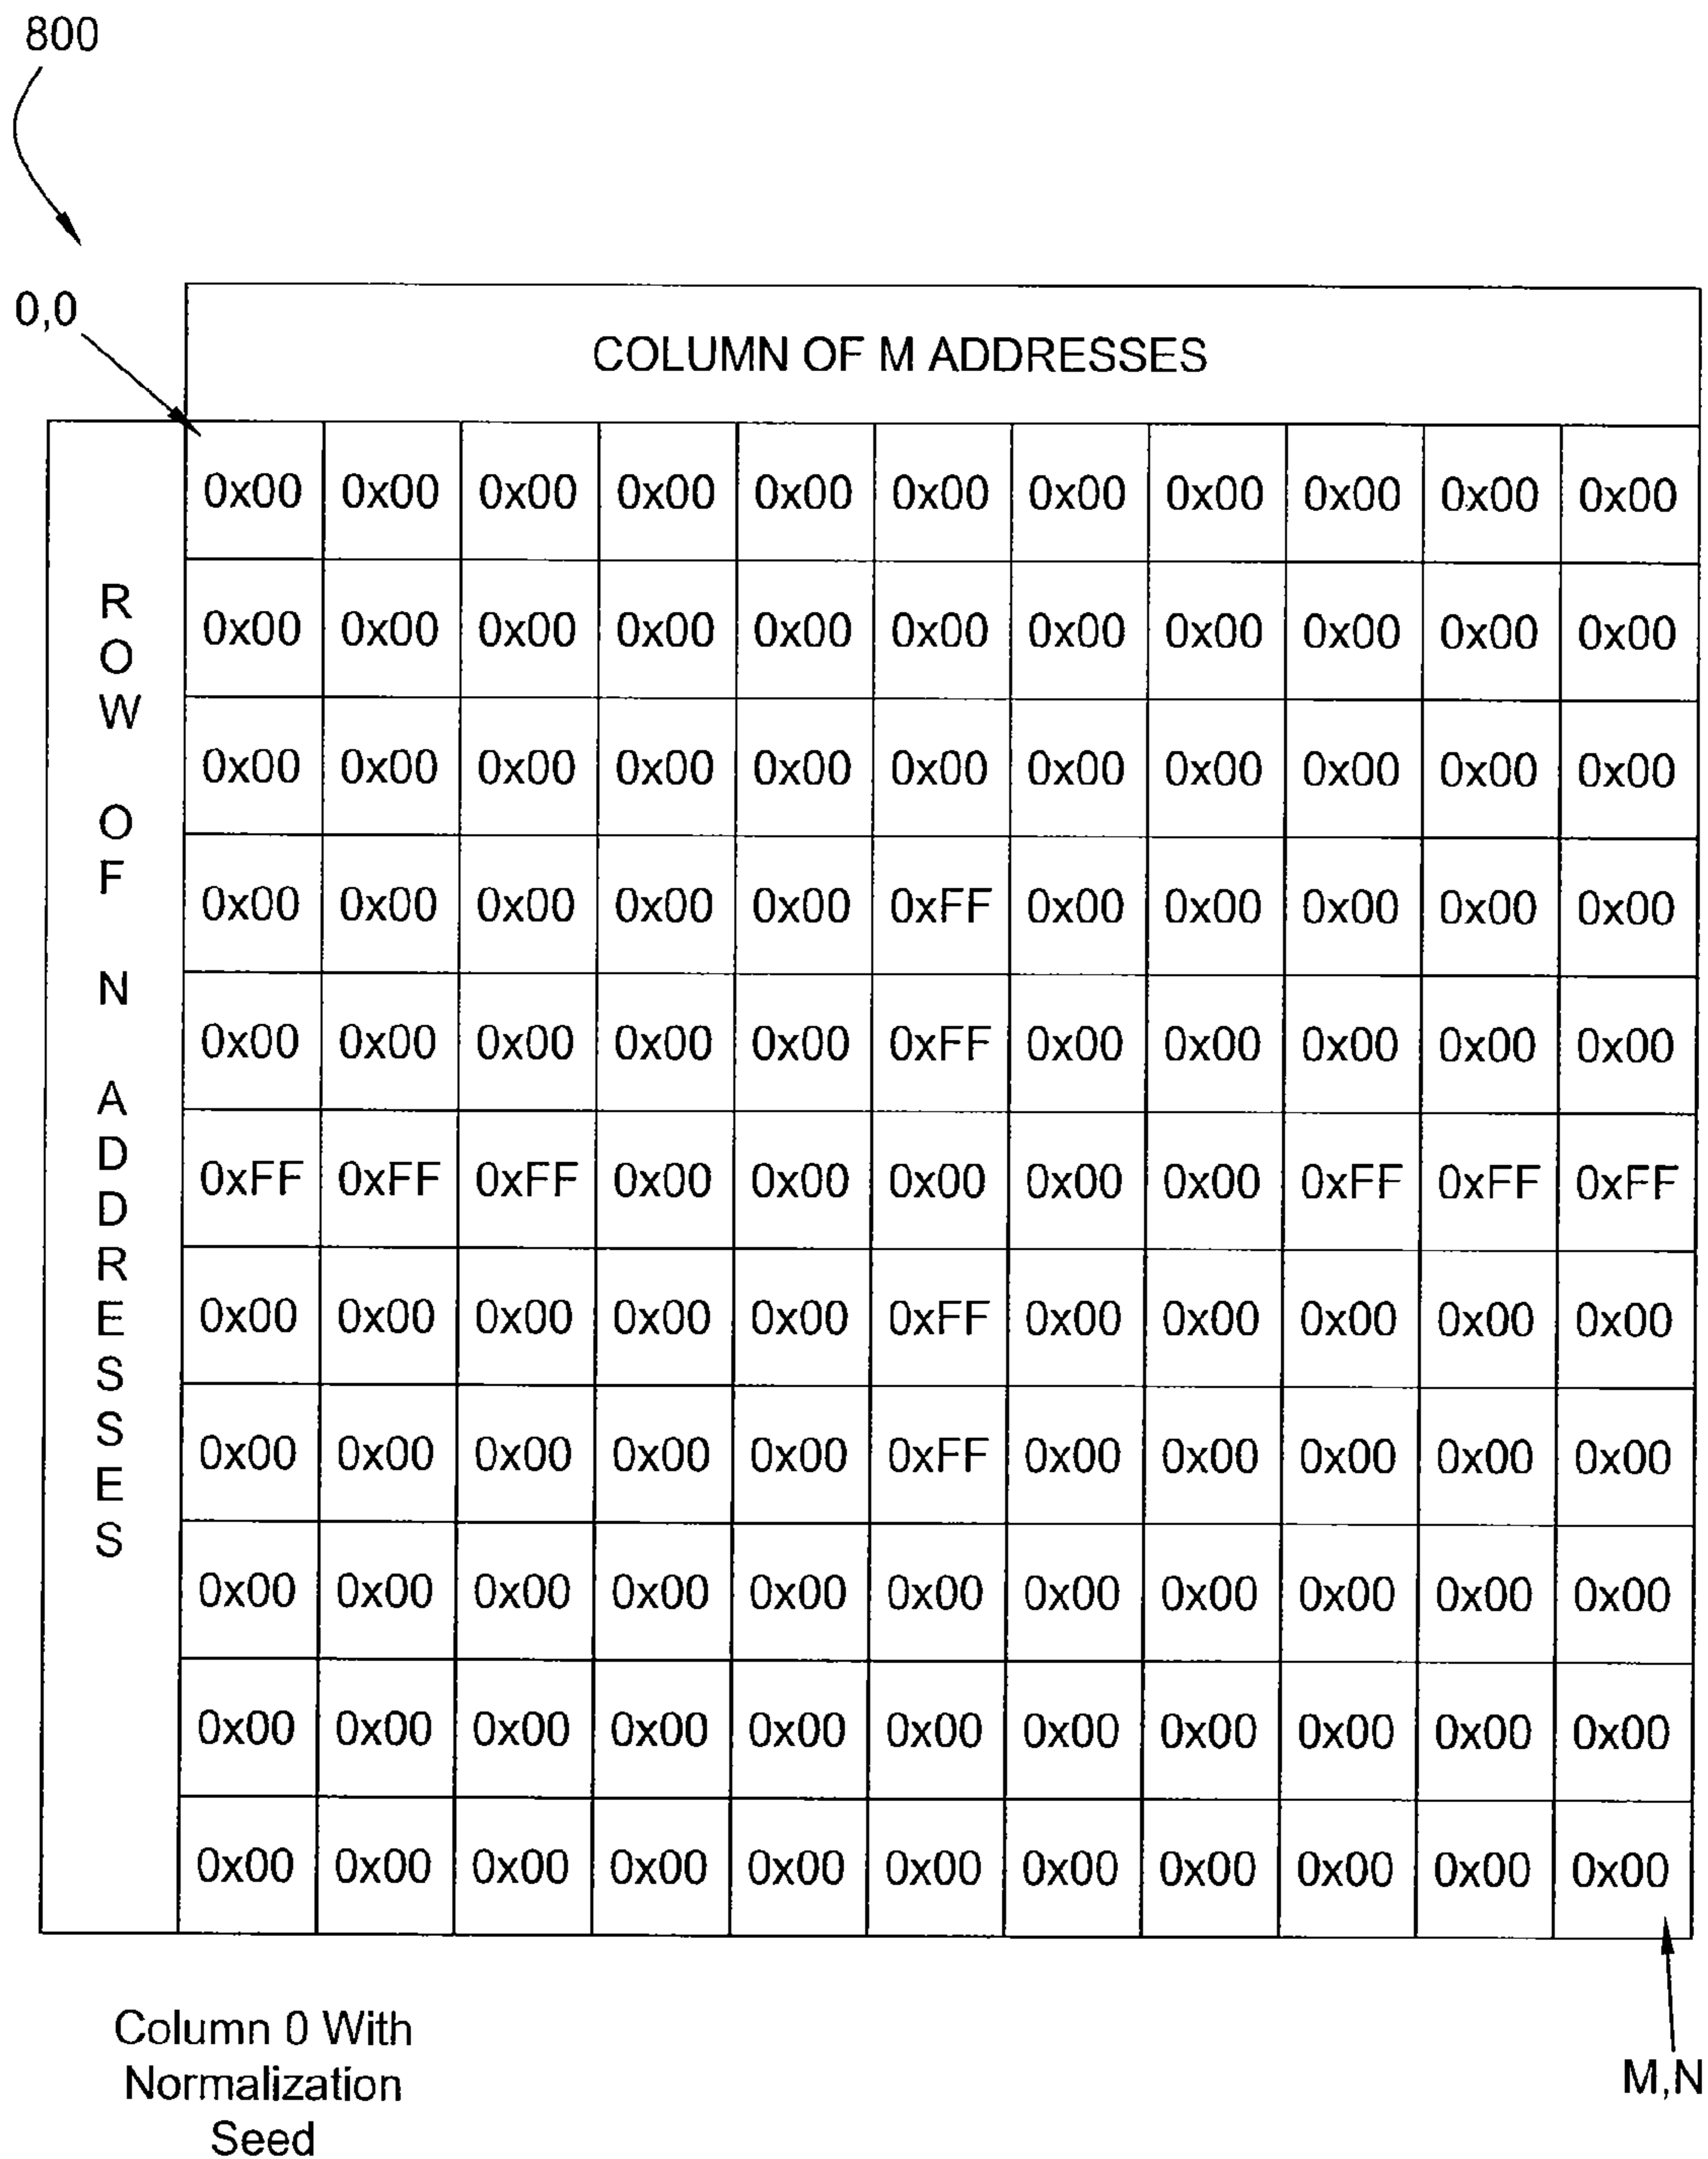 800
0,0
COLUMN OF M ADDRESSES
ROW OF N ADDRESSES
0x00 0x00 0x00 0x00 0x00 0x00 0x00 0x00 0x00 0x00 0x00
0x00 0x00 0x00 0x00 0x00 0x00 0x00 0x00 0x00 0x00 0x00
0x00 0x00 0x00 0x00 0x00 0x00 0x00 0x00 0x00 0x00 0x00
0x00 0x00 0x00 0x00 0x00 0xFF 0x00 0x00 0x00 0x00 0x00
0x00 0x00 0x00 0x00 0x00 0xFF 0x00 0x00 0x00 0x00 0x00
0xFF 0xFF 0xFF 0x00 0x00 0x00 0x00 0x00 0xFF 0xFF 0xFF
0x00 0x00 0x00 0x00 0x00 0xFF 0x00 0x00 0x00 0x00 0x00
0x00 0x00 0x00 0x00 0x00 0xFF 0x00 0x00 0x00 0x00 0x00
0x00 0x00 0x00 0x00 0x00 0x00 0x00 0x00 0x00 0x00 0x00
0x00 0x00 0x00 0x00 0x00 0x00 0x00 0x00 0x00 0x00 0x00
0x00 0x00 0x00 0x00 0x00 0x00 0x00 0x00 0x00 0x00 0x00
Column 0 With
Normalization
Seed
M,N